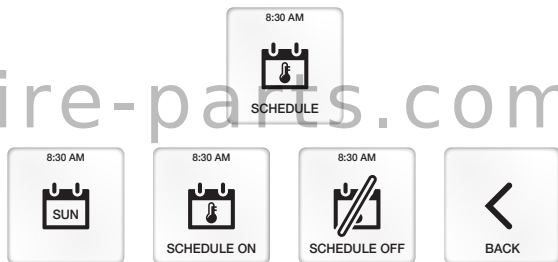 8:30 AM
SCHEDULE
ire-parts.com
8:30 AM
SUN
8:30 AM
SCHEDULE ON
8:30 AM
SCHEDULE OFF
BACK